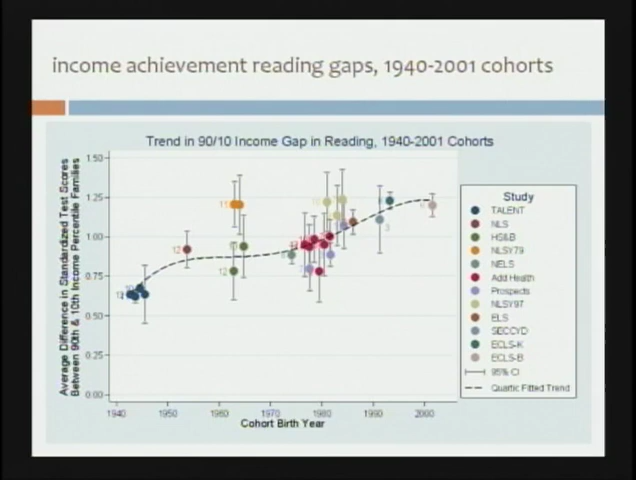 income achievement reading gaps, 1940-2001 cohorts
Trend in 90/10 Income Gap in Reading, 1940-2001 Cohorts
Average Difference in Standardized Test Scores
Between 90th & 10th Income Percentile Families
1.50
1.25
1.00
0.75
0.50
0.25
0.00
1940
1950
1960
1970
1980
1990
2000
Cohort Birth Year
Study
TALENT
NLS
HS&B
NLSY79
NELS
Add Health
Prospects
NLSY97
ELS
SECCYD
ECLS-K
ECLS-B
95% CI
Quartic Fitted Trend
12
12
3